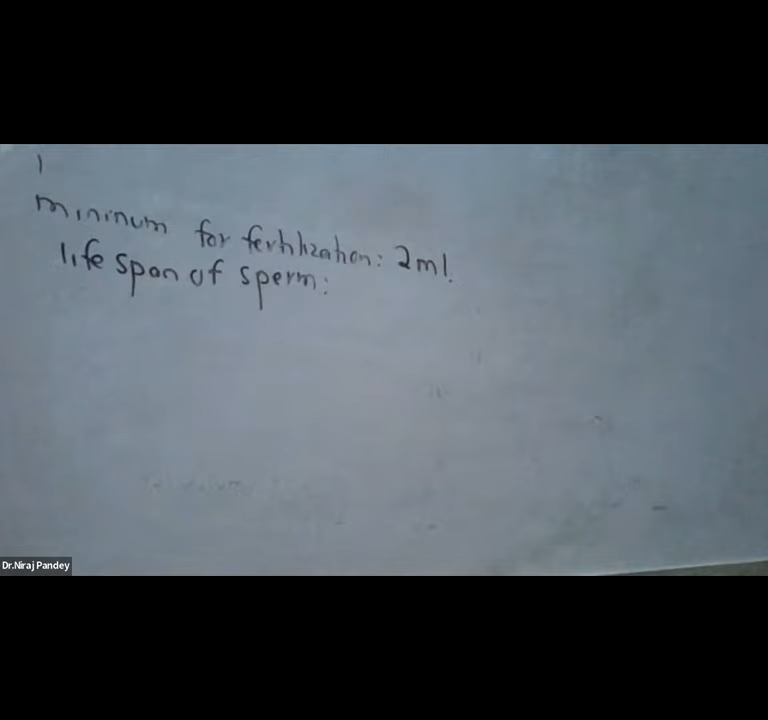 minimum for fertilization: 2ml.
life span of sperm:
Dr.Niraj Pandey